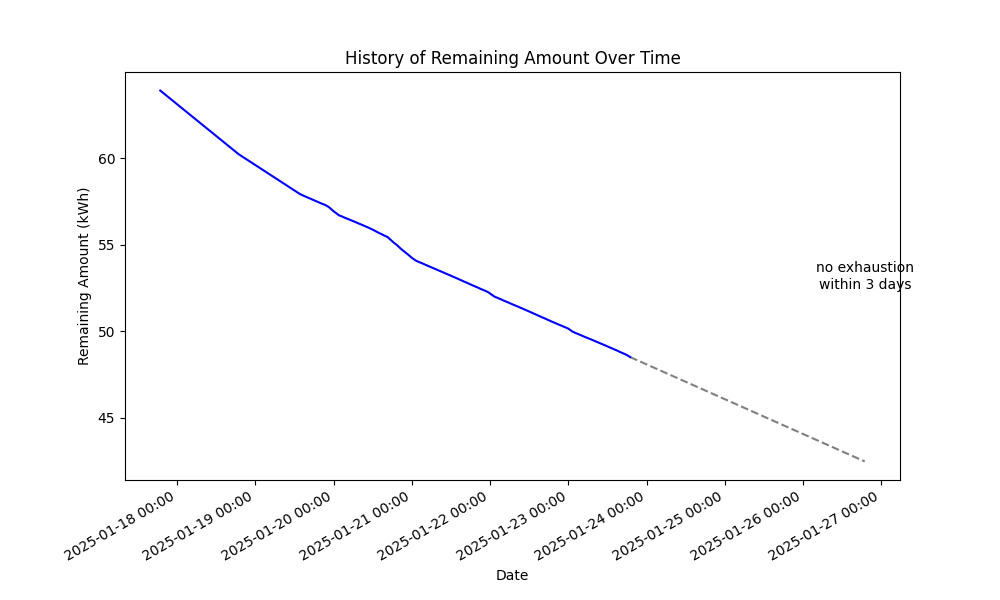 History of Remaining Amount Over Time
Remaining Amount (kWh)
60
55
50
45
no exhaustion
within 3 days
2025-01-18 00:00
2025-01-19 00:00
2025-01-20 00:00
2025-01-21 00:00
2025-01-22 00:00
2025-01-23 00:00
2025-01-24 00:00
2025-01-25 00:00
2025-01-26 00:00
2025-01-27 00:00
Date